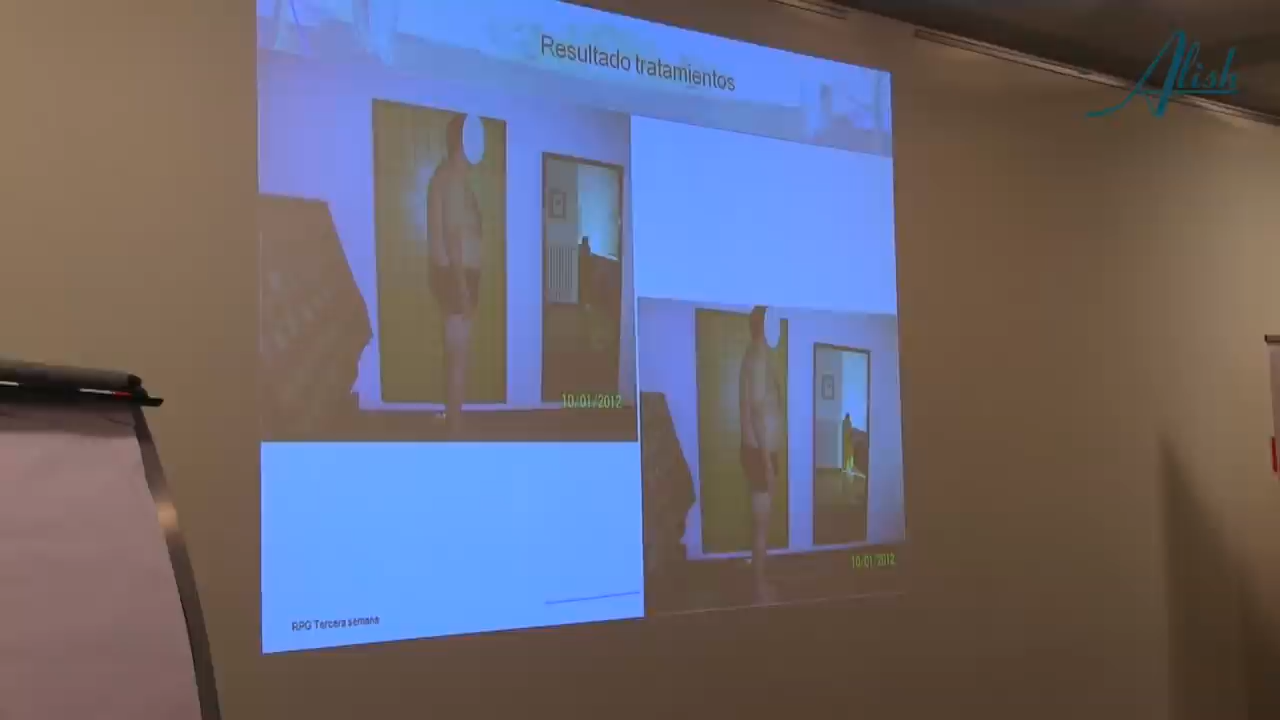 Resultado tratamientos
Alish
10/01/2012
10/01/2012
RPG Tercera semana